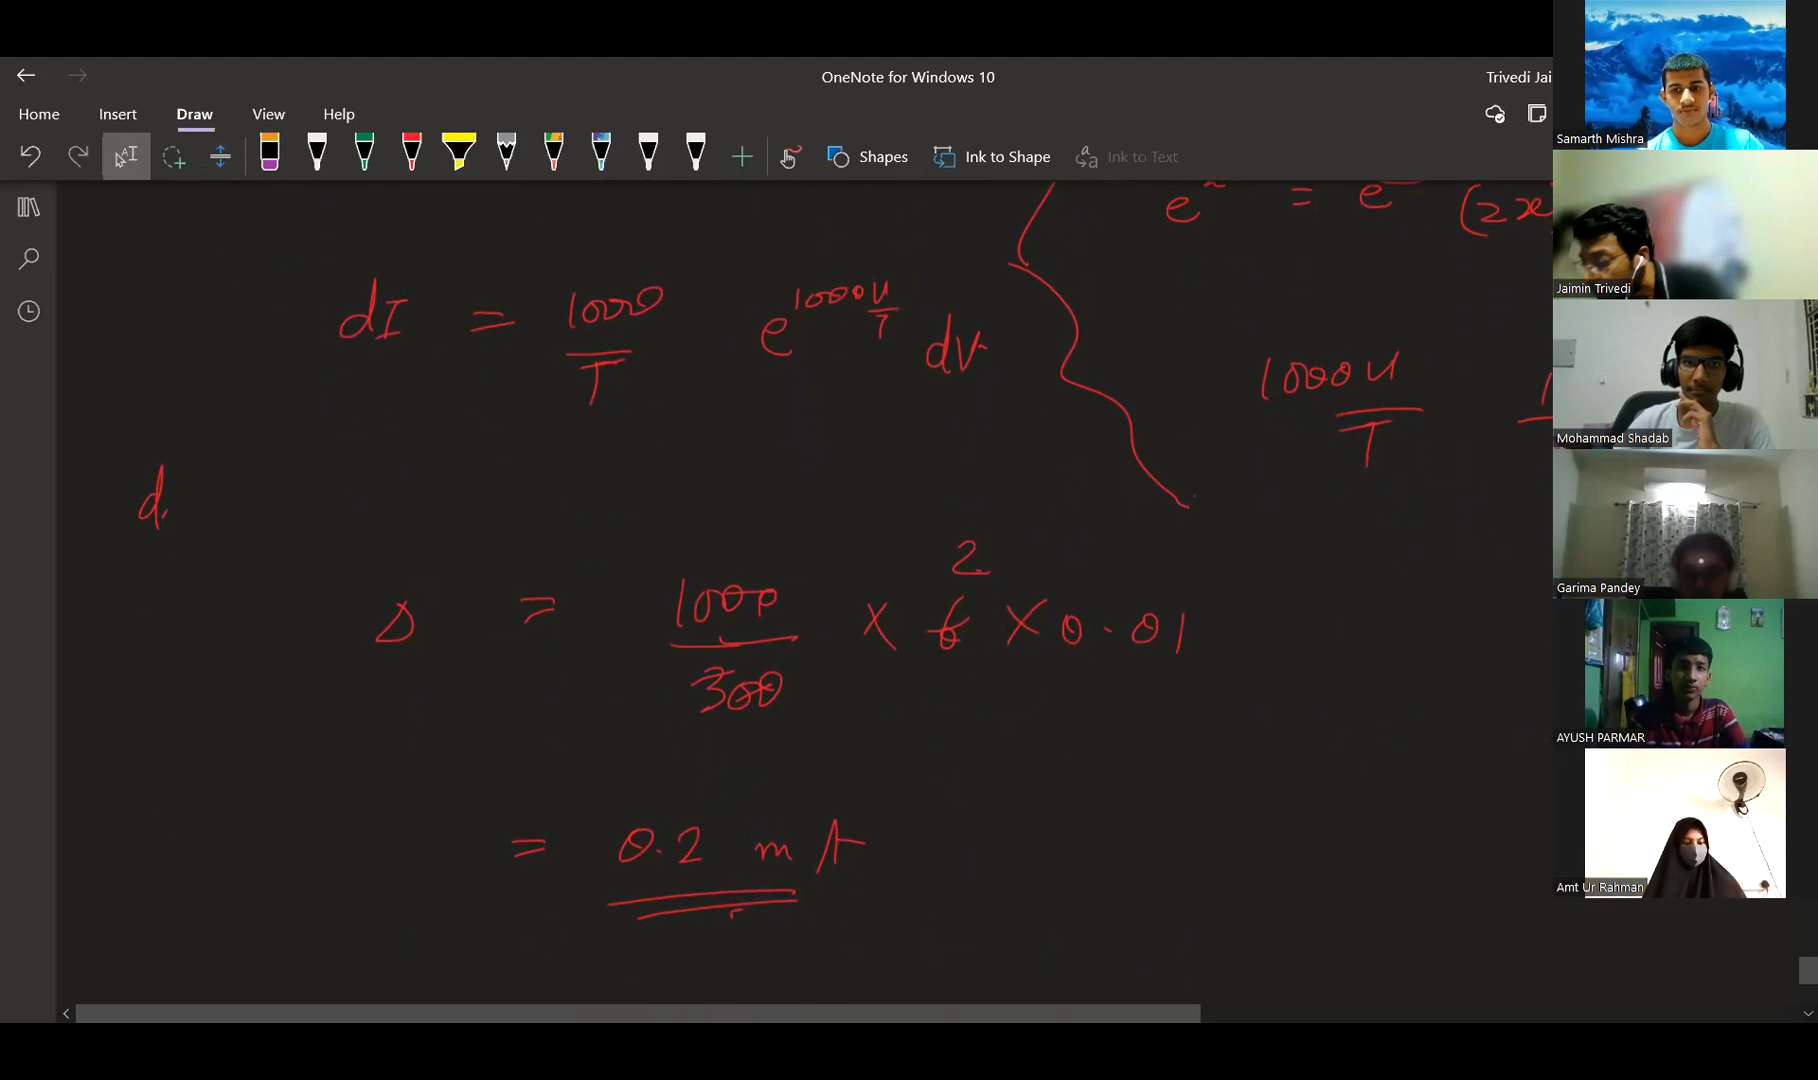 OneNote for Windows 10
Trivedi Jai
Home Insert Draw View Help
Shapes Ink to Shape Ink to Text
e = e (2x
dI = 1000/T e^1000V/T dV
1000V/T
d
Δ = 1000/300 × 6 × 0.01
2
= 0.2 mA
Samarth Mishra
Jaimin Trivedi
Mohammad Shadab
Garima Pandey
AYUSH PARMAR
Amt Ur Rahman